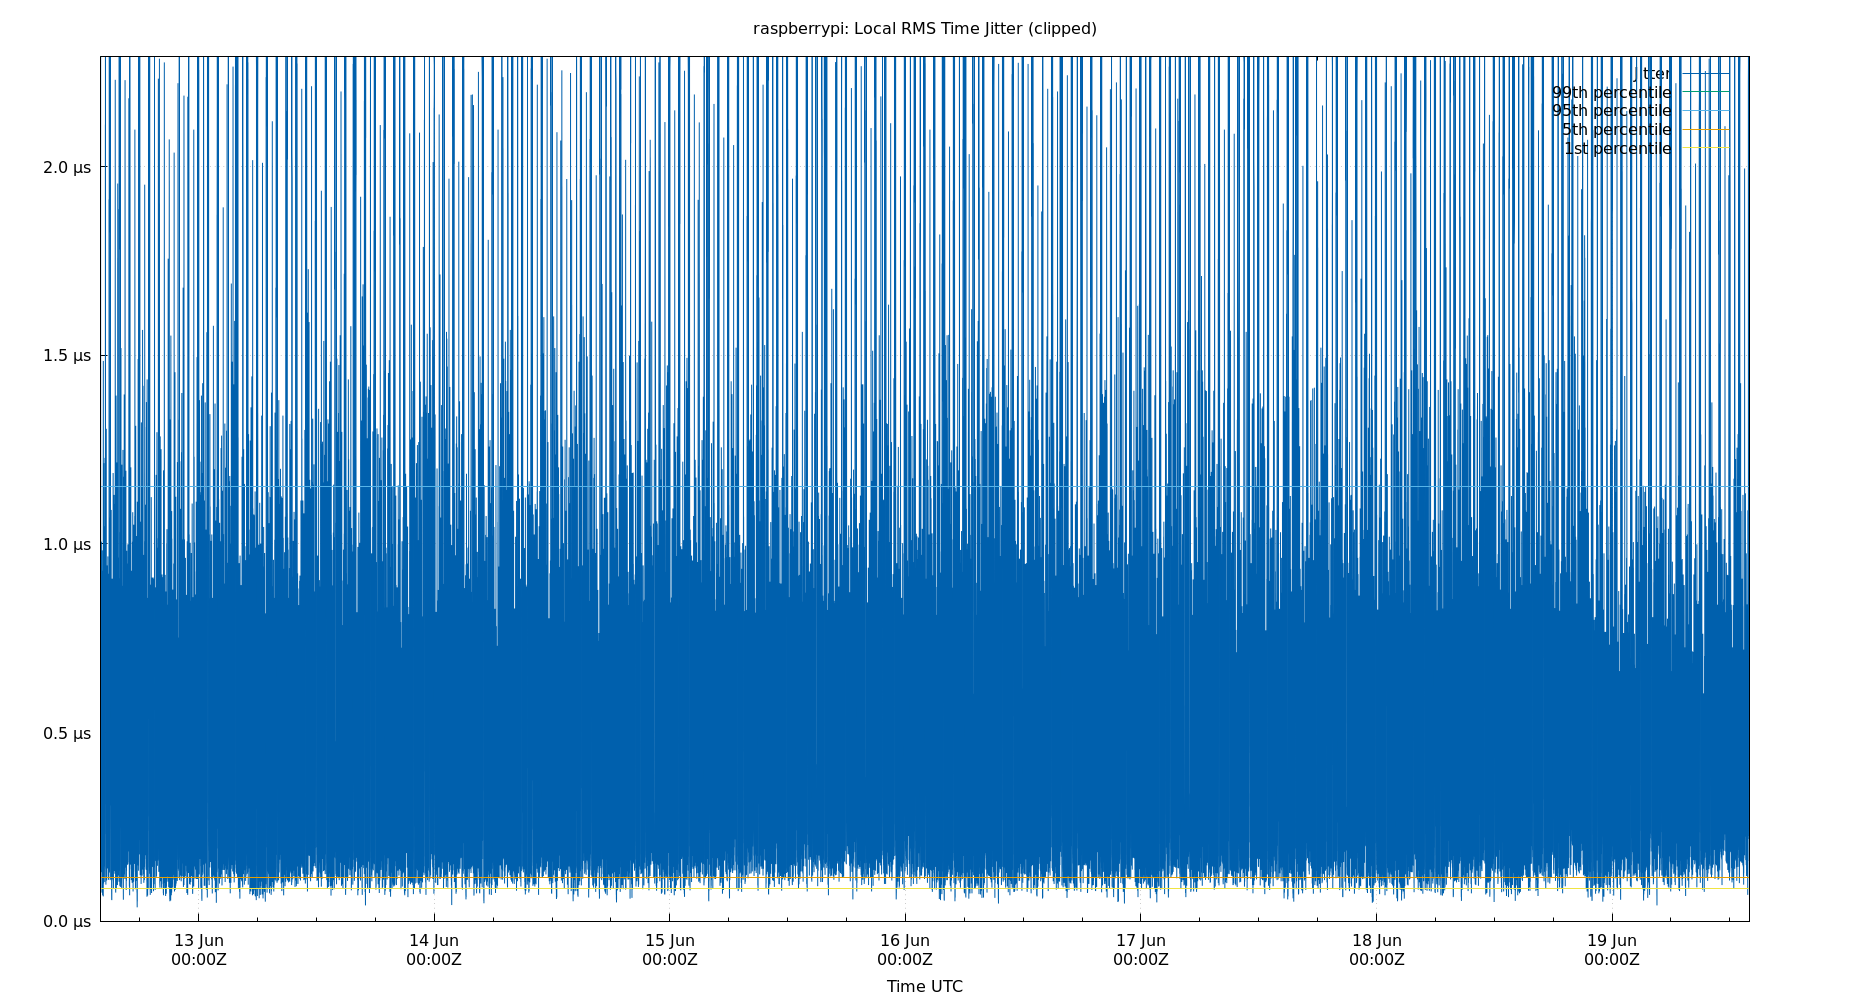 raspberrypi: Local RMS Time Jitter (clipped)
jitter
99th percentile
95th percentile
5th percentile
1st percentile
2.0 µs
1.5 µs
1.0 µs
0.5 µs
0.0 µs
13 Jun 14 Jun 15 Jun 16 Jun 17 Jun 18 Jun 19 Jun
00:00Z 00:00Z 00:00Z 00:00Z 00:00Z 00:00Z 00:00Z
Time UTC